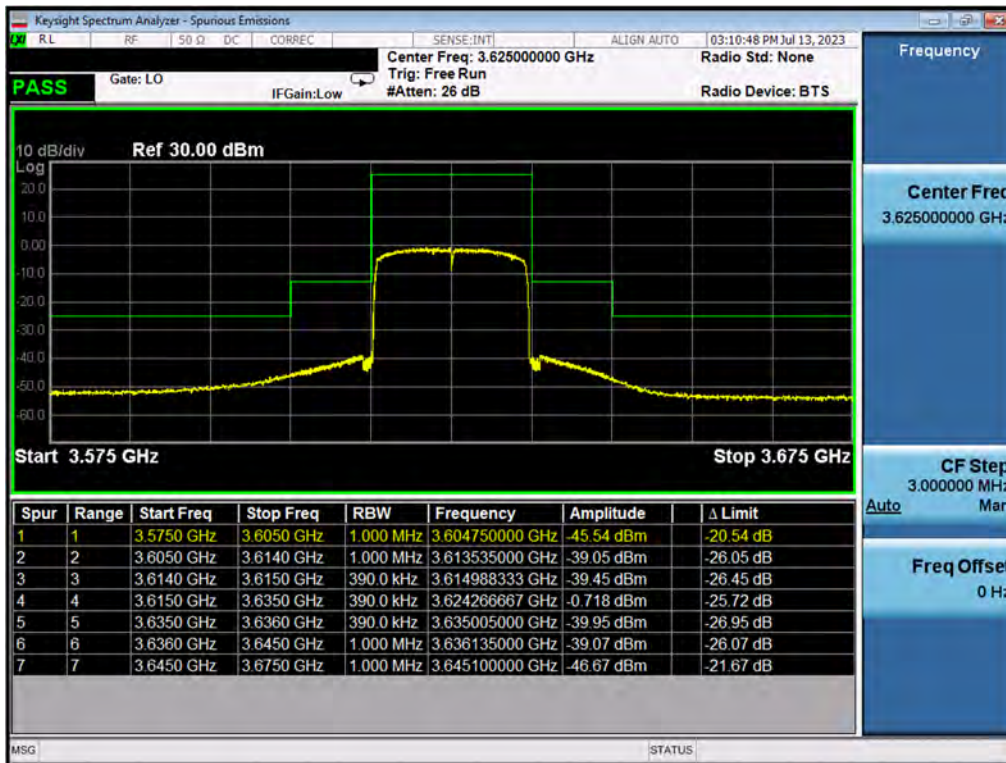 Keysight Spectrum Analyzer - Spurious Emissions
LXI RL RF 50 Ω DC CORREC SENSE:INT ALIGN AUTO 03:10:48 PM Jul 13, 2023
Center Freq: 3.625000000 GHz Radio Std: None
Gate: LO Trig: Free Run
PASS IFGain:Low #Atten: 26 dB Radio Device: BTS
10 dB/div Ref 30.00 dBm
Log
20.0
10.0
0.00
-10.0
-20.0
-30.0
-40.0
-50.0
-60.0
Start 3.575 GHz Stop 3.675 GHz
Spur Range Start Freq Stop Freq RBW Frequency Amplitude Δ Limit
1 1 3.5750 GHz 3.6050 GHz 1.000 MHz 3.604750000 GHz -45.54 dBm -20.54 dB
2 2 3.6050 GHz 3.6140 GHz 1.000 MHz 3.613535000 GHz -39.05 dBm -26.05 dB
3 3 3.6140 GHz 3.6150 GHz 390.0 kHz 3.614988333 GHz -39.45 dBm -26.45 dB
4 4 3.6150 GHz 3.6350 GHz 390.0 kHz 3.624266667 GHz -0.718 dBm -25.72 dB
5 5 3.6350 GHz 3.6360 GHz 390.0 kHz 3.635005000 GHz -39.95 dBm -26.95 dB
6 6 3.6360 GHz 3.6450 GHz 1.000 MHz 3.636135000 GHz -39.07 dBm -26.07 dB
7 7 3.6450 GHz 3.6750 GHz 1.000 MHz 3.645100000 GHz -46.67 dBm -21.67 dB
MSG STATUS
Frequency
Center Freq
3.625000000 GHz
CF Step
3.000000 MHz
Auto Man
Freq Offset
0 Hz